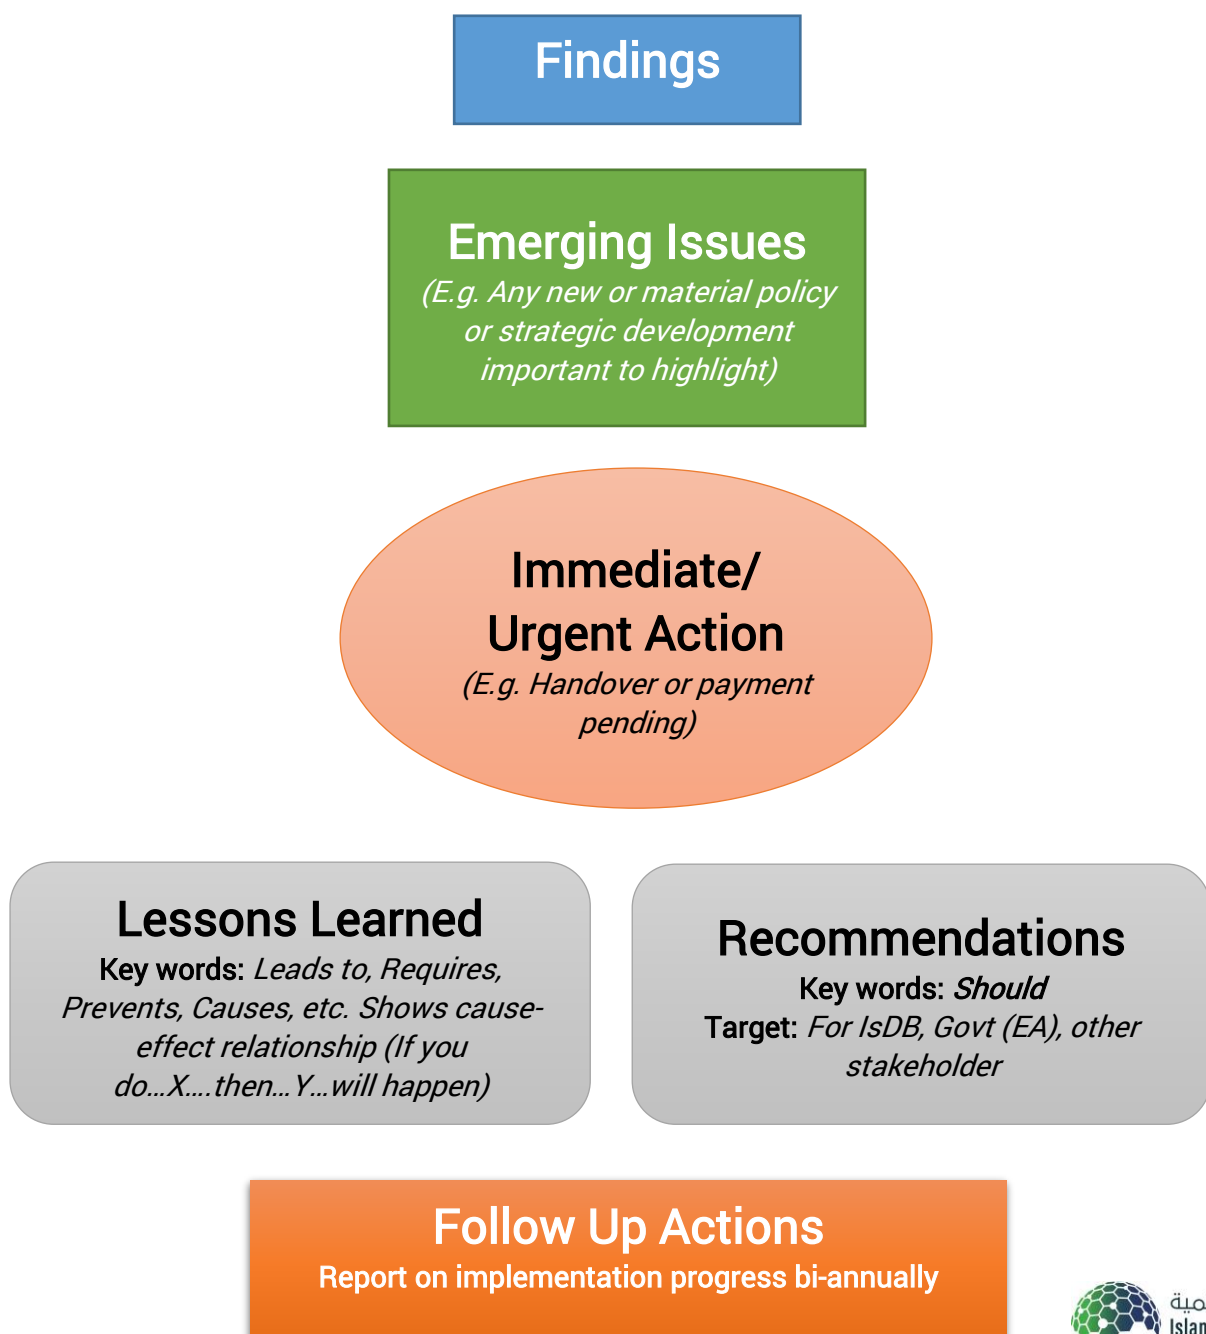 Findings
Emerging Issues
(E.g. Any new or material policy
or strategic development
important to highlight)
Immediate/
Urgent Action
(E.g. Handover or payment
pending)
Lessons Learned
Key words: Leads to, Requires,
Prevents, Causes, etc. Shows cause-
effect relationship (If you
do...X....then...Y...will happen)
Recommendations
Key words: Should
Target: For IsDB, Govt (EA), other
stakeholder
Follow Up Actions
Report on implementation progress bi-annually